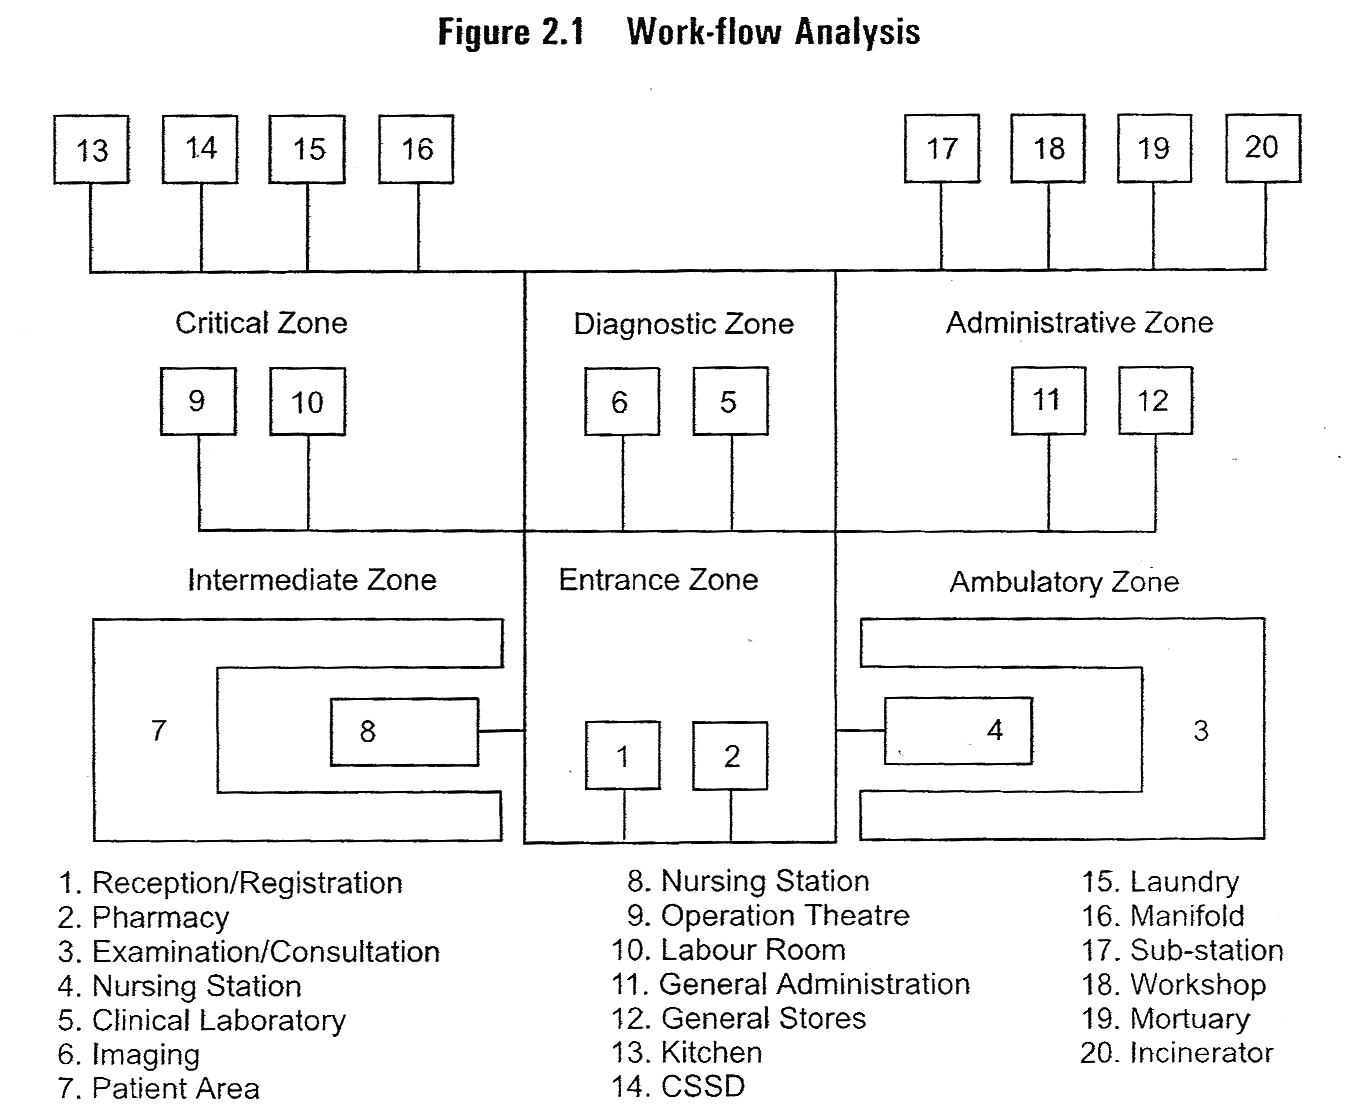 Figure 2.1 Work-flow Analysis
13 14 15 16 17 18 19 20
Critical Zone Diagnostic Zone Administrative Zone
9 10 6 5 11 12
Intermediate Zone Entrance Zone Ambulatory Zone
7 8 1 2 4 3
1. Reception/Registration
2. Pharmacy
3. Examination/Consultation
4. Nursing Station
5. Clinical Laboratory
6. Imaging
7. Patient Area
8. Nursing Station
9. Operation Theatre
10. Labour Room
11. General Administration
12. General Stores
13. Kitchen
14. CSSD
15. Laundry
16. Manifold
17. Sub-station
18. Workshop
19. Mortuary
20. Incinerator